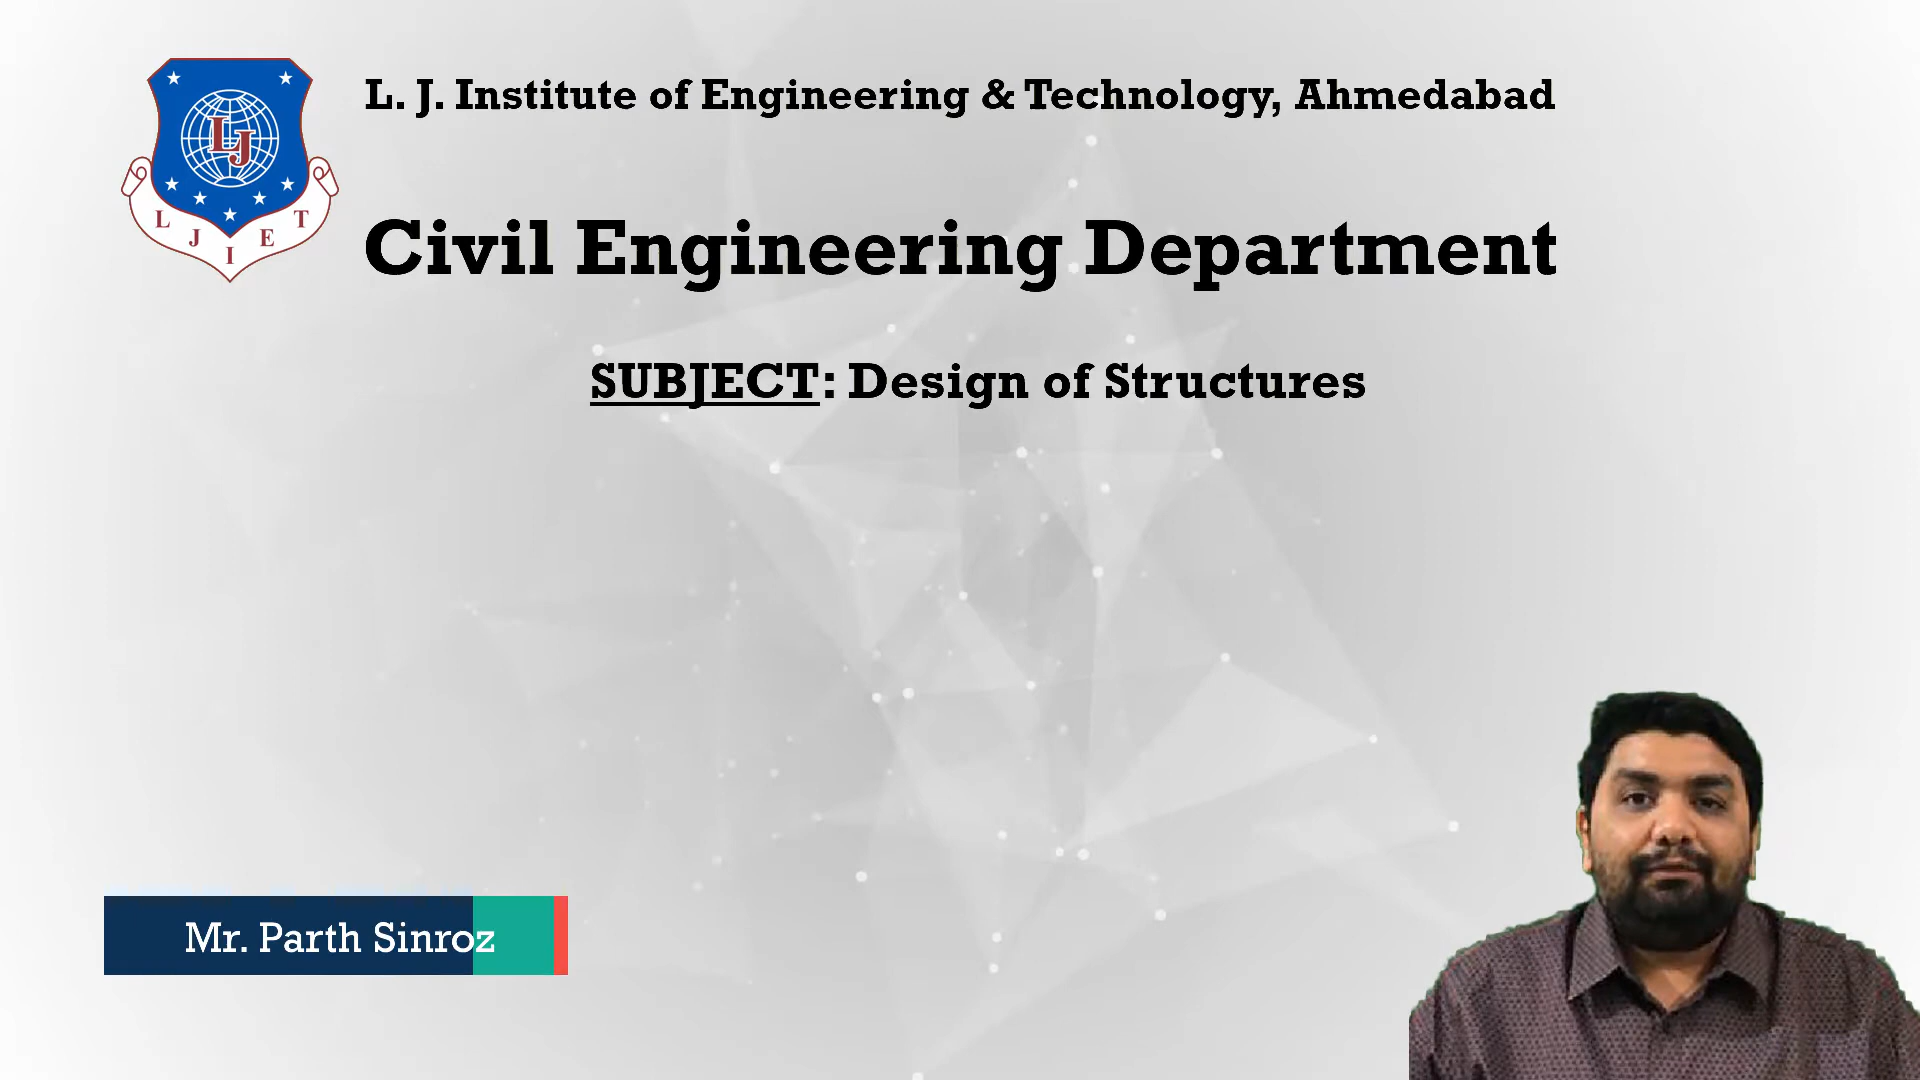 L. J. Institute of Engineering & Technology, Ahmedabad
LJ
L J I E T
Civil Engineering Department
SUBJECT: Design of Structures
Mr. Parth Sinroz